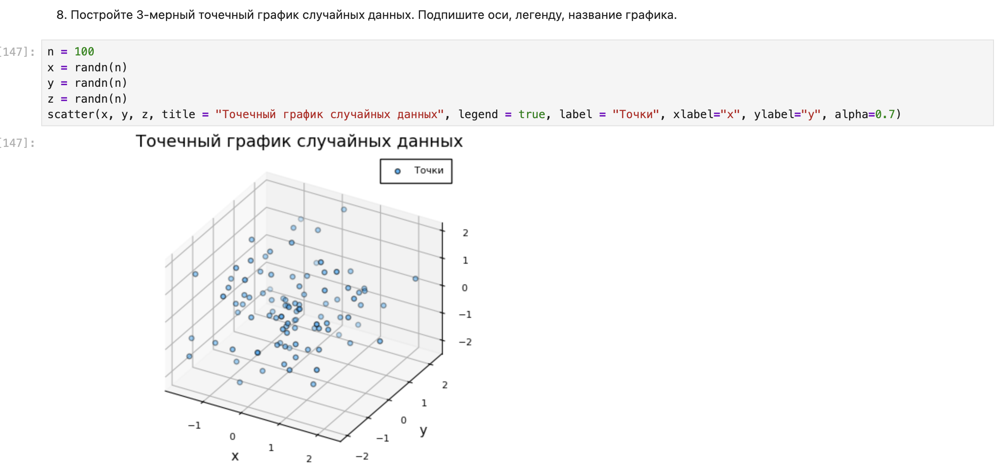 8. Постройте 3-мерный точечный график случайных данных. Подпишите оси, легенду, название графика.
[147]:
n = 100
x = randn(n)
y = randn(n)
z = randn(n)
scatter(x, y, z, title = "Точечный график случайных данных", legend = true, label = "Точки", xlabel="x", ylabel="y", alpha=0.7)
[147]:
Точечный график случайных данных
Точки
2
1
0
−1
−2
2
1
0
y
−1
−2
−1
0
1
2
x